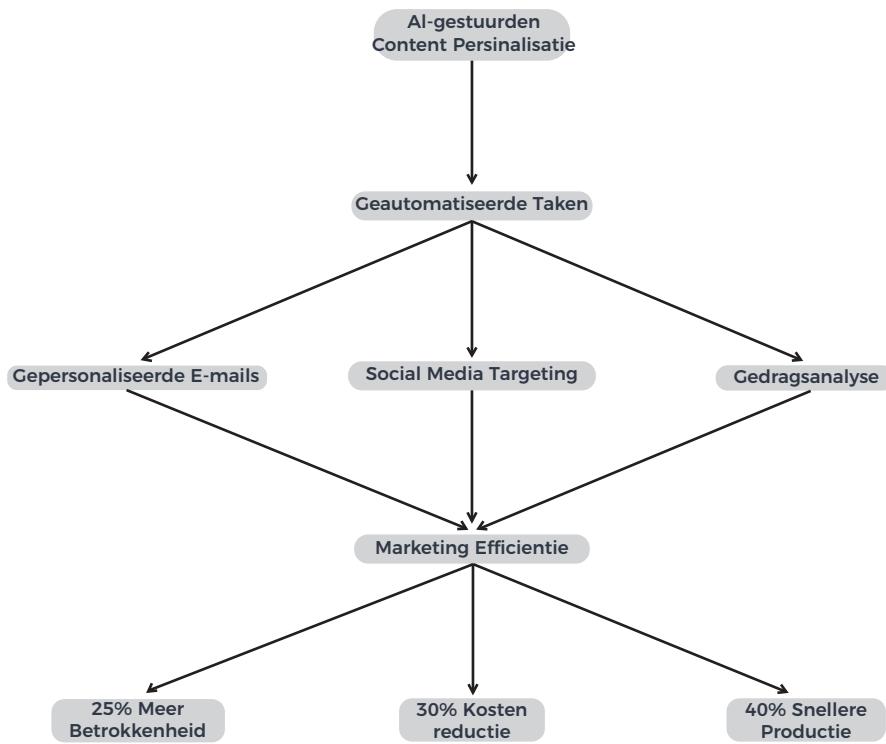 AI-gestuurden
Content Persinalisatie
Geautomatiseerde Taken
Gepersonaliseerde E-mails
Social Media Targeting
Gedragsanalyse
Marketing Efficientie
25% Meer
Betrokkenheid
30% Kosten
reductie
40% Snellere
Productie